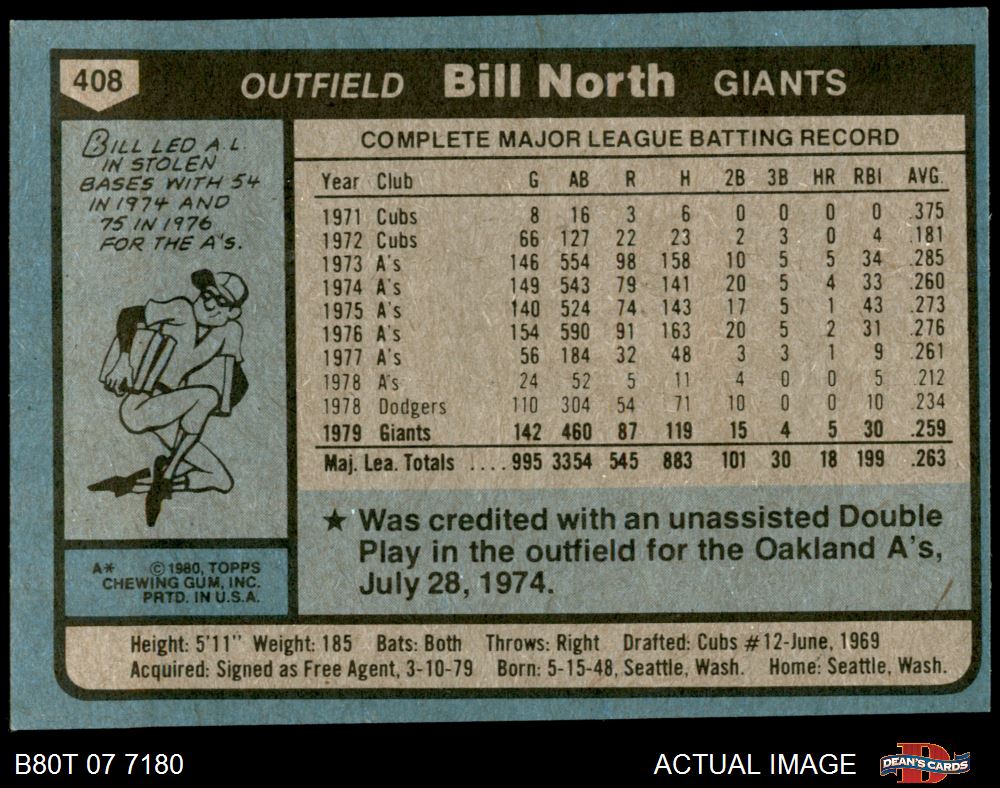 408 OUTFIELD Bill North GIANTS
BILL LED A.L.
IN STOLEN
BASES WITH 54
IN 1974 AND
75 IN 1976
FOR THE A's.
COMPLETE MAJOR LEAGUE BATTING RECORD
Year Club G AB R H 2B 3B HR RBI AVG.
1971 Cubs 8 16 3 6 0 0 0 0 .375
1972 Cubs 66 127 22 23 2 3 0 4 .181
1973 A's 146 554 98 158 10 5 5 34 .285
1974 A's 149 543 79 141 20 5 4 33 .260
1975 A's 140 524 74 143 17 5 1 43 .273
1976 A's 154 590 91 163 20 5 2 31 .276
1977 A's 56 184 32 48 3 3 1 9 .261
1978 A's 24 52 5 11 4 0 0 5 .212
1978 Dodgers 110 304 54 71 10 0 0 10 .234
1979 Giants 142 460 87 119 15 4 5 30 .259
Maj. Lea. Totals ....995 3354 545 883 101 30 18 199 .263
★ Was credited with an unassisted Double
Play in the outfield for the Oakland A's,
July 28, 1974.
A* © 1980, TOPPS
CHEWING GUM, INC.
PRTD. IN U.S.A.
Height: 5'11" Weight: 185 Bats: Both Throws: Right Drafted: Cubs #12-June, 1969
Acquired: Signed as Free Agent, 3-10-79 Born: 5-15-48, Seattle, Wash. Home: Seattle, Wash.
B80T 07 7180 ACTUAL IMAGE DEAN'S CARDS